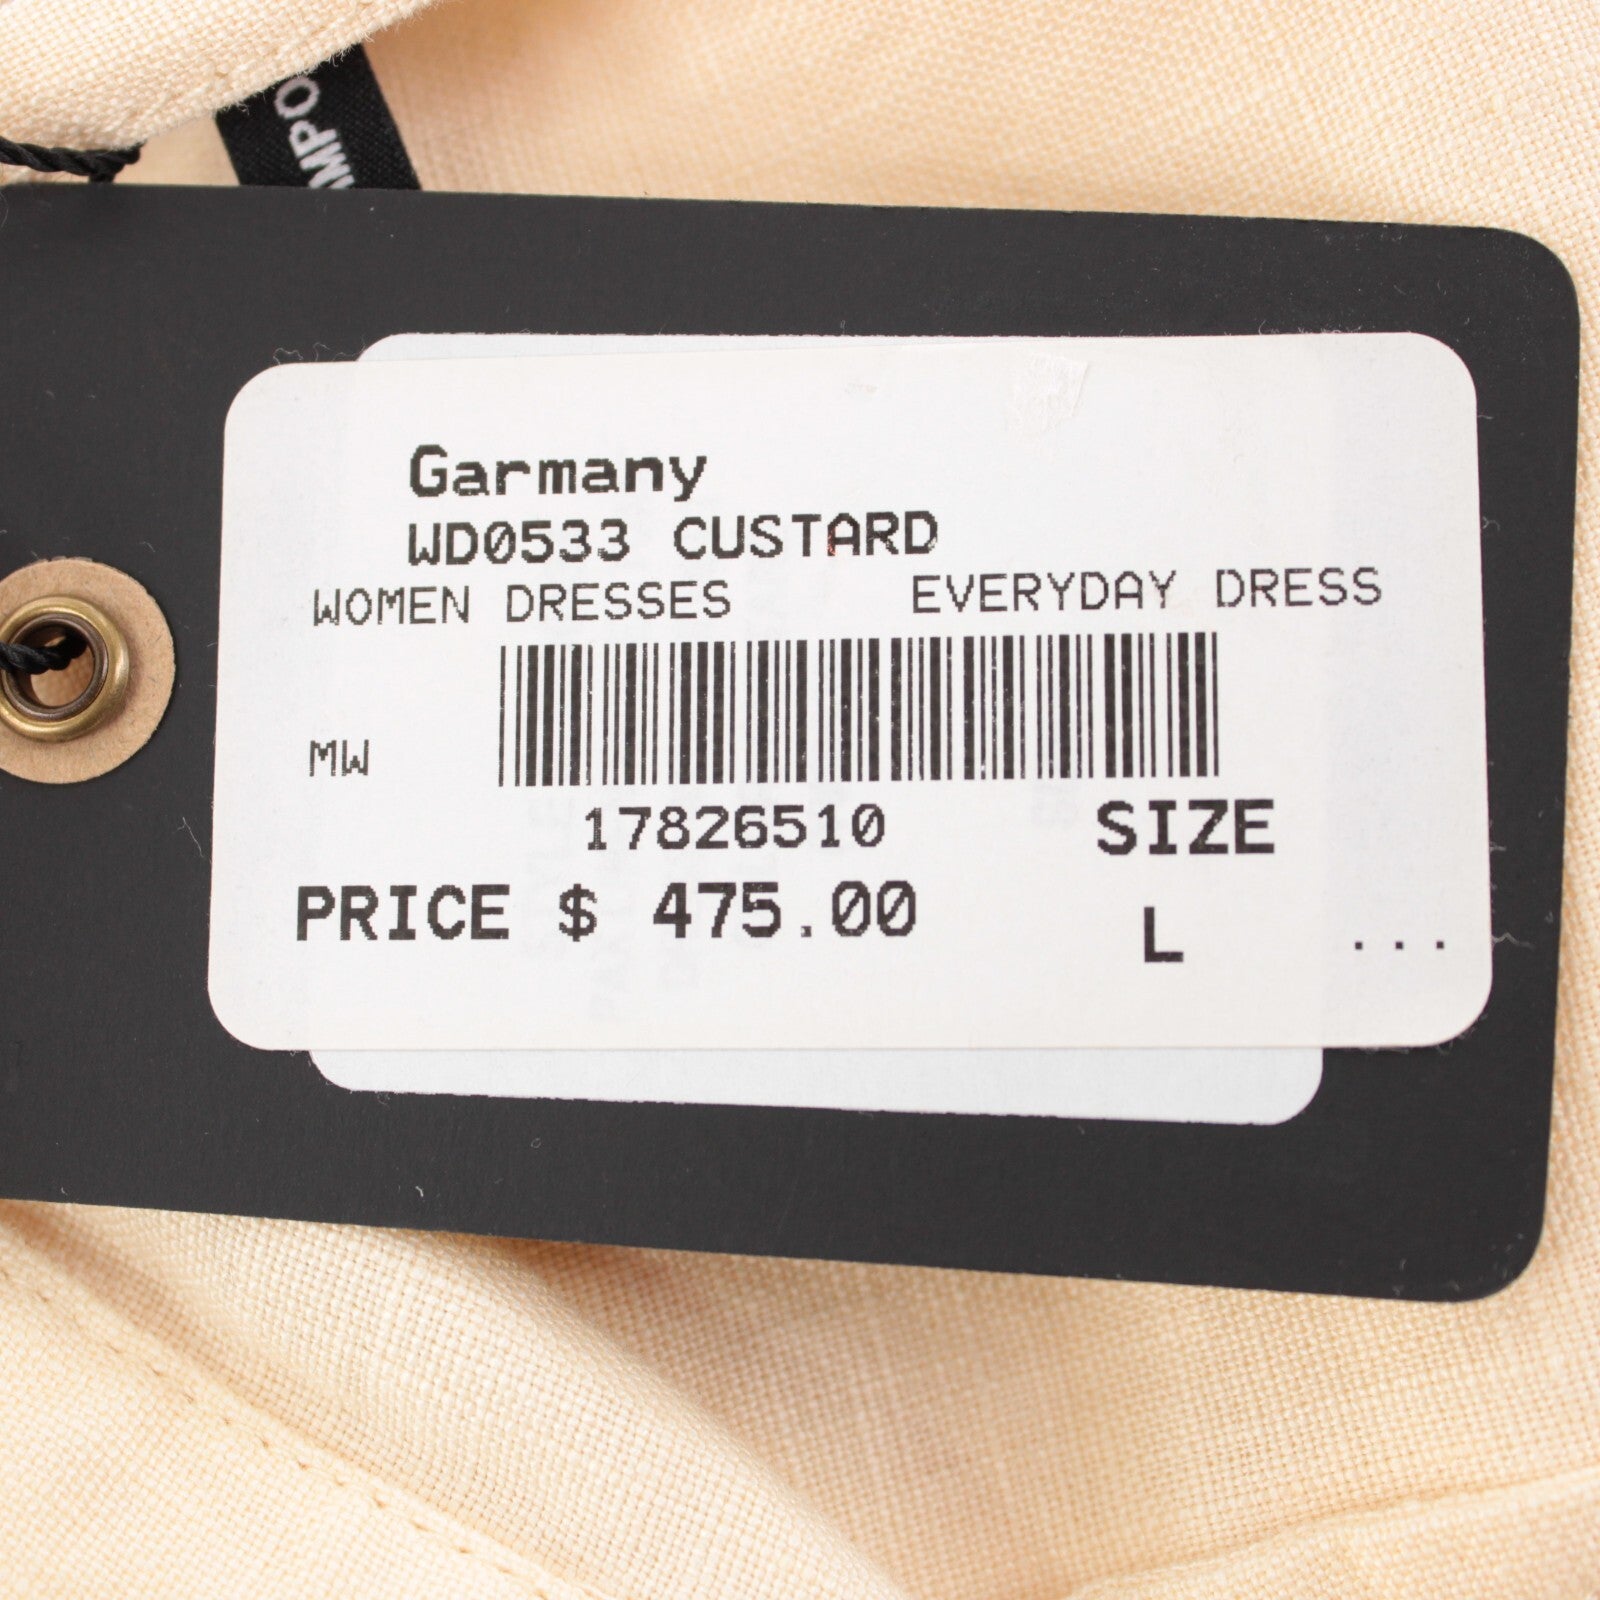 Garmany
WD0533 CUSTARD
WOMEN DRESSES EVERYDAY DRESS
MW
17826510 SIZE
PRICE $ 475.00 L ...